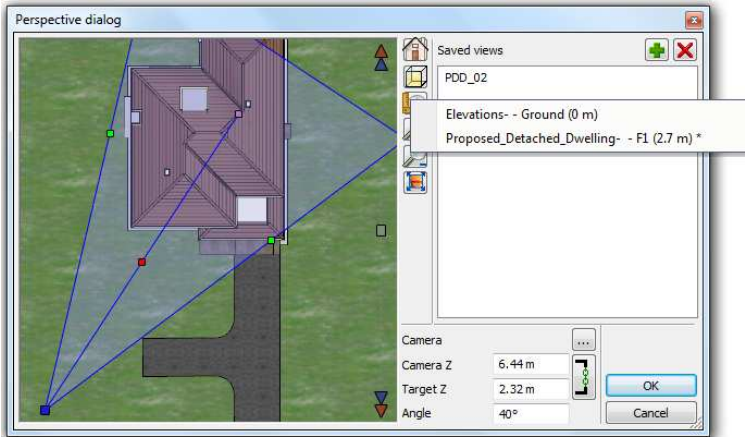 Perspective dialog
Saved views
PDD_02
Elevations- - Ground (0 m)
Proposed_Detached_Dwelling- - F1 (2.7 m) *
Camera
...
Camera Z 6.44 m
Target Z 2.32 m
Angle 40°
OK
Cancel